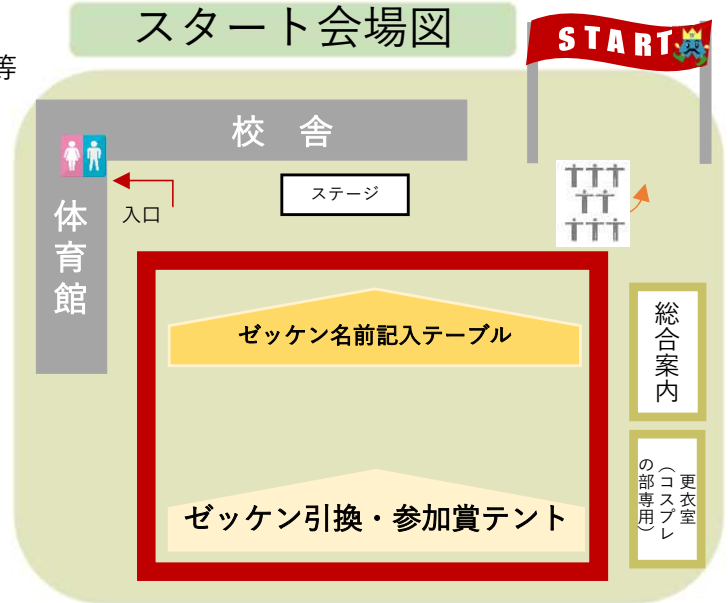 スタート会場図
START
等
校舎
ステージ
入口
体育館
ゼッケン名前記入テーブル
総合案内
ゼッケン引換・参加賞テント
更衣室
(コスプレ
の部専用)